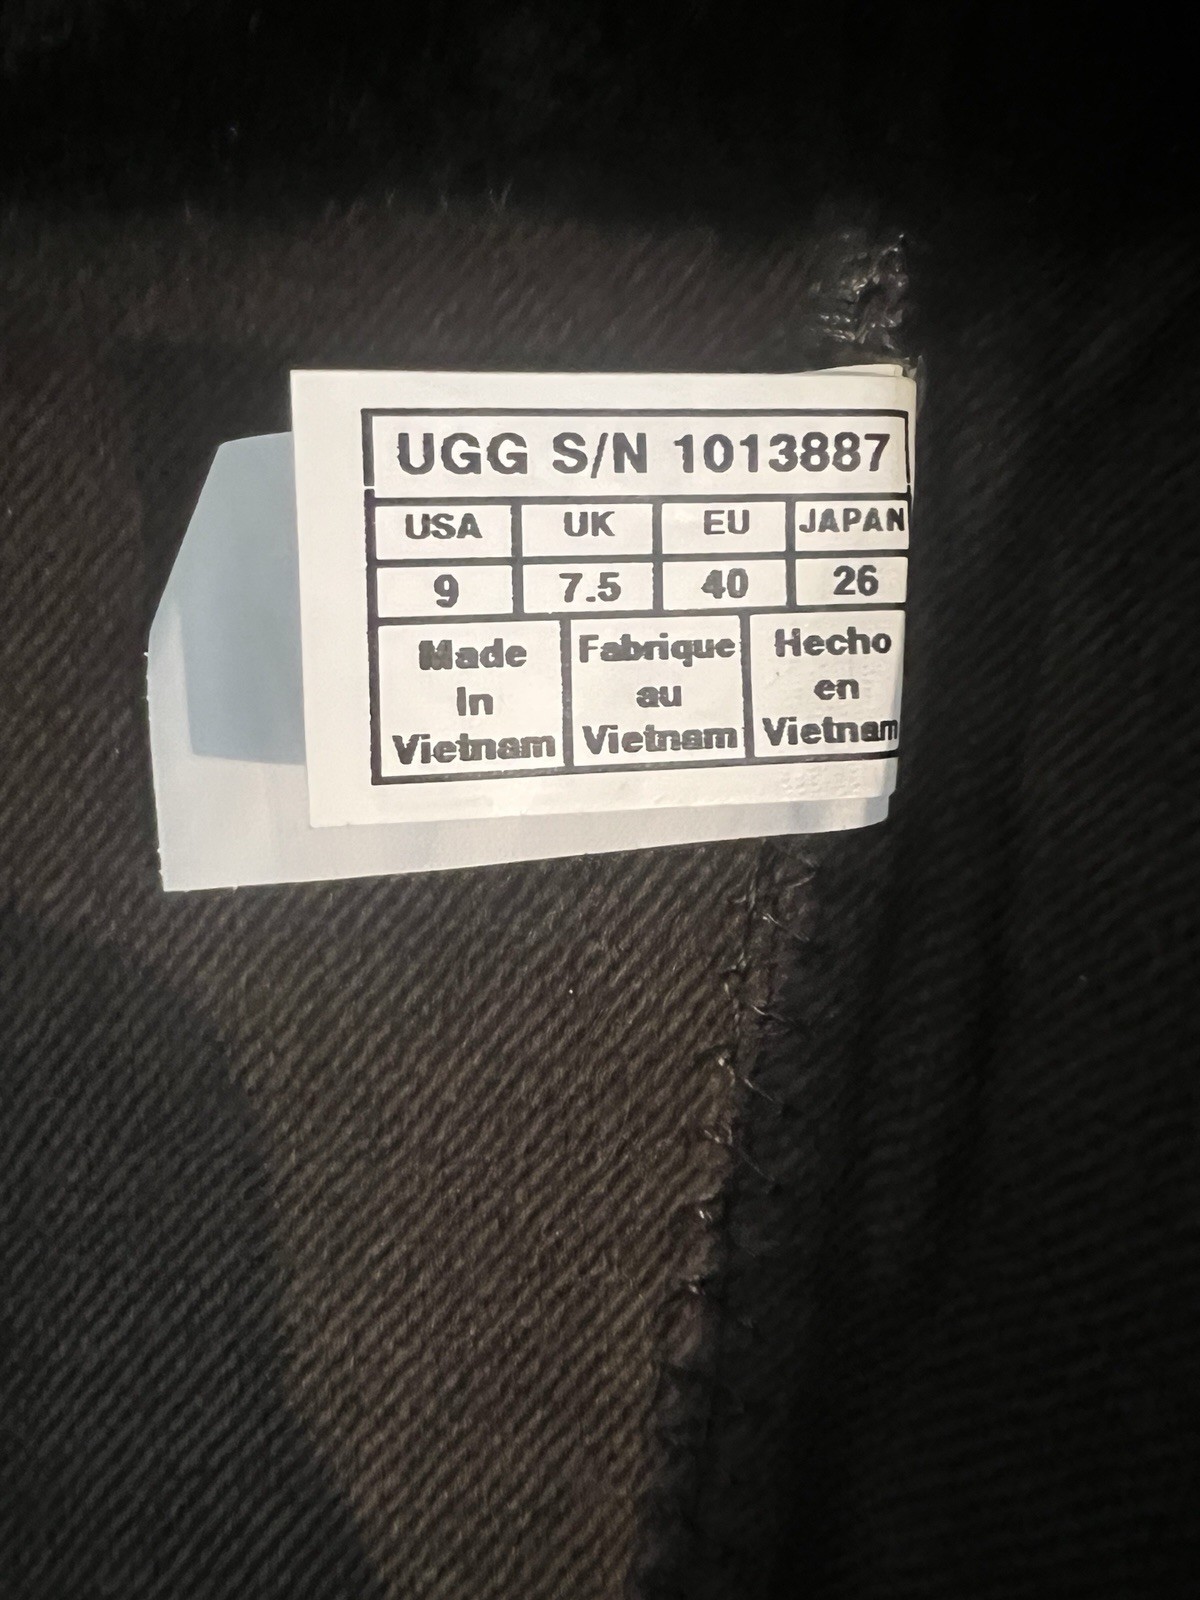 UGG S/N 1013887
USA UK EU JAPAN
9 7.5 40 26
Made
In
Vietnam
Fabrique
au
Vietnam
Hecho
en
Vietnam